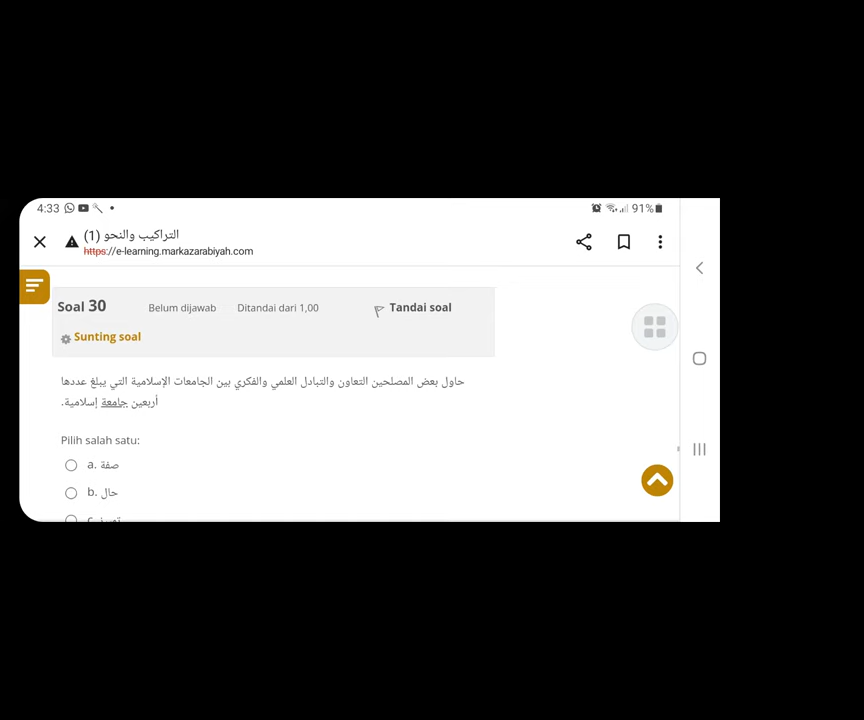 4:33
91%
التراكيب والنحو (1)
https://e-learning.markazarabiyah.com
Soal 30 Belum dijawab Ditandai dari 1,00 Tandai soal
Sunting soal
حاول بعض المصلحين التعاون والتبادل العلمي والفكري بين الجامعات الإسلامية التي يبلغ عددها
أربعين جامعة إسلامية.
Pilih salah satu:
a. صفة
b. حال